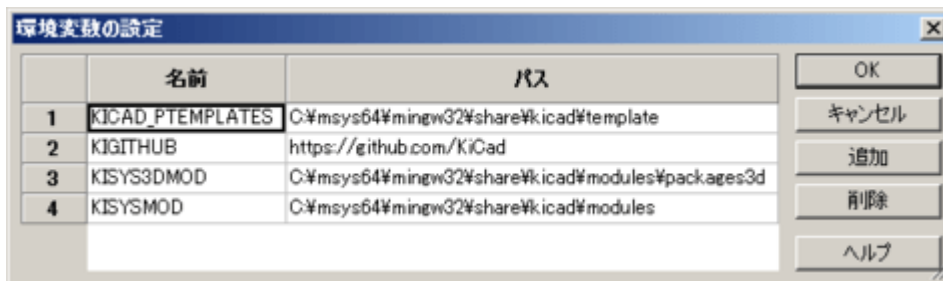 環境変数の設定
名前 パス OK
1 KICAD_PTEMPLATES C:¥msys64¥mingw32¥share¥kicad¥template キャンセル
2 KIGITHUB https://github.com/KiCad 追加
3 KISYS3DMOD C:¥msys64¥mingw32¥share¥kicad¥modules¥packages3d 削除
4 KISYSMOD C:¥msys64¥mingw32¥share¥kicad¥modules
ヘルプ